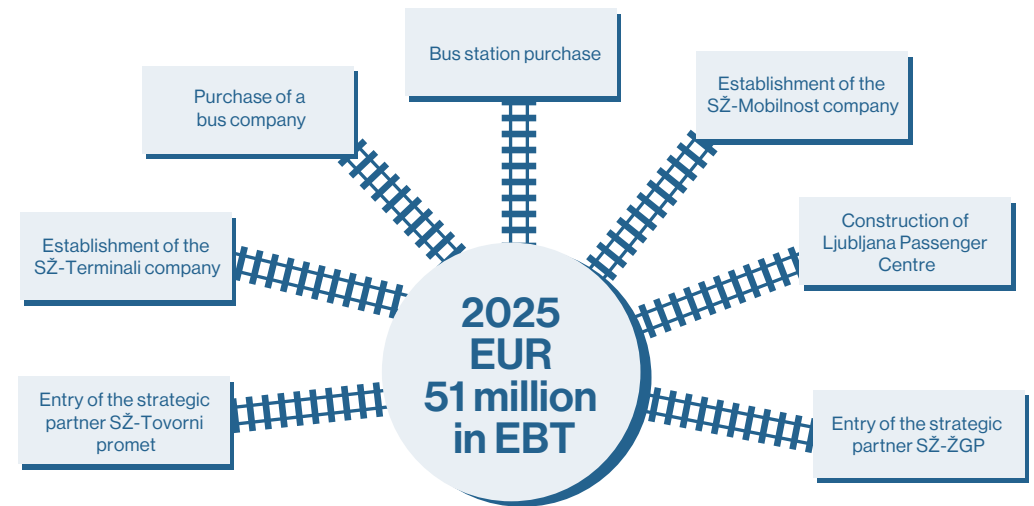 Bus station purchase
Purchase of a
bus company
Establishment of the
SŽ-Mobilnost company
Establishment of the
SŽ-Terminali company
Construction of
Ljubljana Passenger
Centre
2025
EUR
51 million
in EBT
Entry of the strategic
partner SŽ-Tovorni
promet
Entry of the strategic
partner SŽ-ŽGP